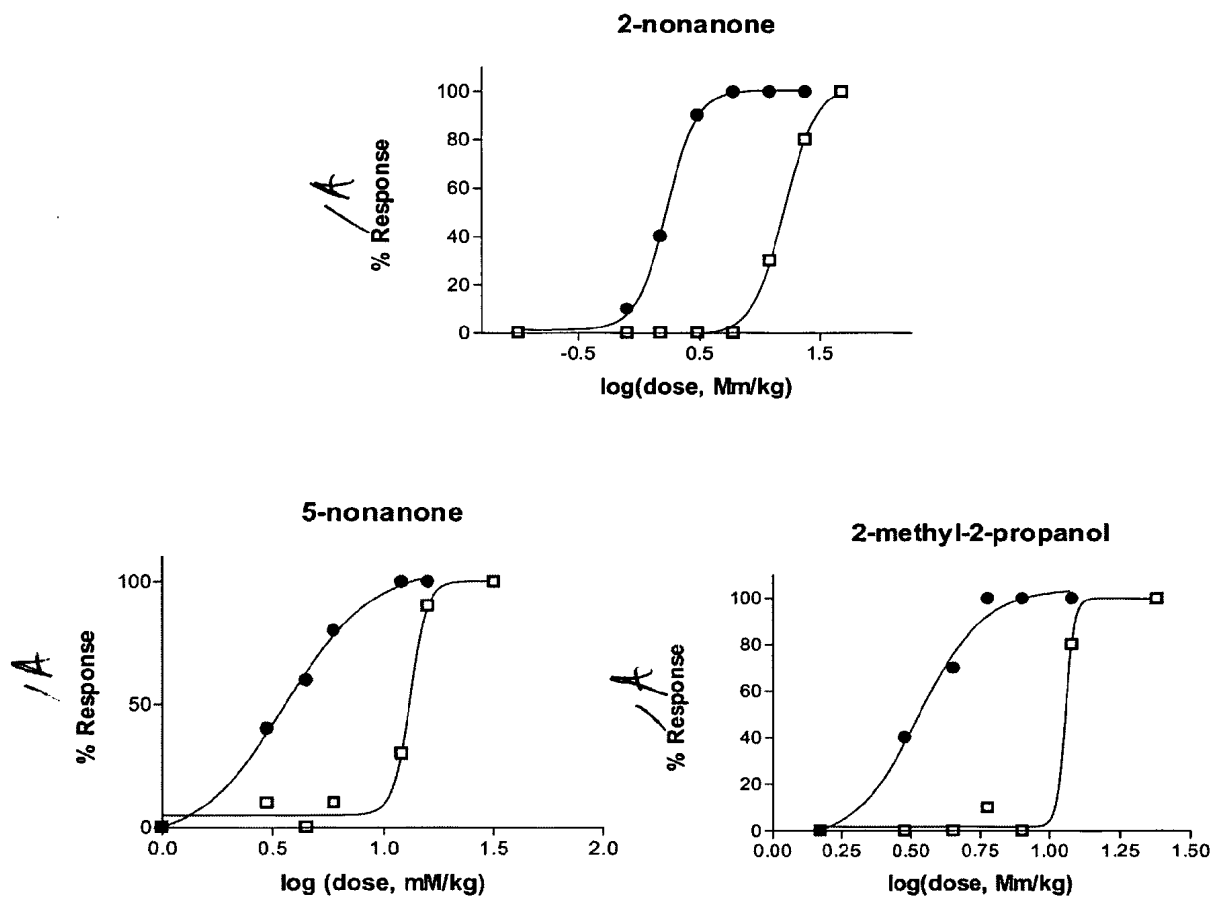 2-nonanone
100
80
60
40
20
0
% Response
-0.5 0.5 1.5
log(dose, Mm/kg)
5-nonanone
100
50
0
% Response
0.0 0.5 1.0 1.5 2.0
log (dose, mM/kg)
2-methyl-2-propanol
100
80
60
40
20
0
% Response
0.00 0.25 0.50 0.75 1.00 1.25 1.50
log(dose, Mm/kg)